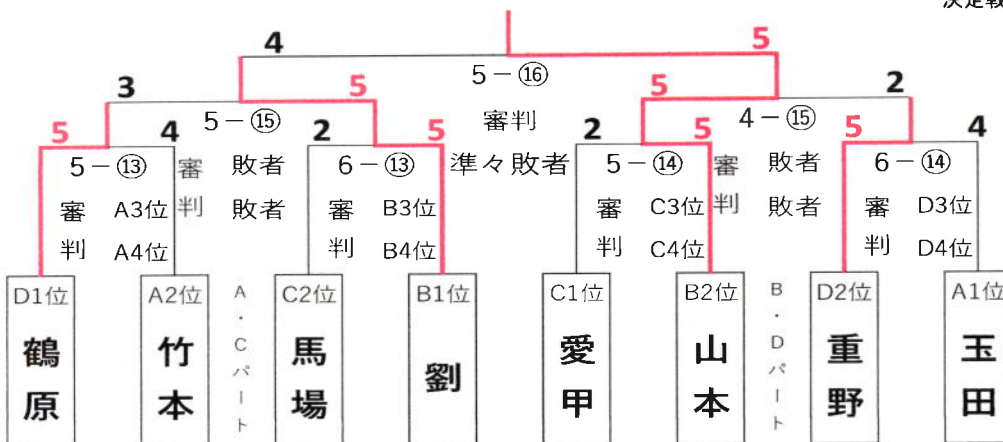 決定戦
4 5
5－⑯
3 5 5 2
5－⑮ 審判 4－⑮
5 4 2 5 準々敗者 2 5 5 4
5－⑬ 審判 敗者 敗者 6－⑬ 5－⑭ 審判 敗者 敗者 6－⑭
審判 A3位 A4位 審判 B3位 B4位 審判 C3位 C4位 審判 D3位 D4位
D1位 A2位 A・Cパート C2位 B1位 C1位 B2位 B・Dパート D2位 A1位
鶴原 竹本 馬場 劉 愛甲 山本 重野 玉田